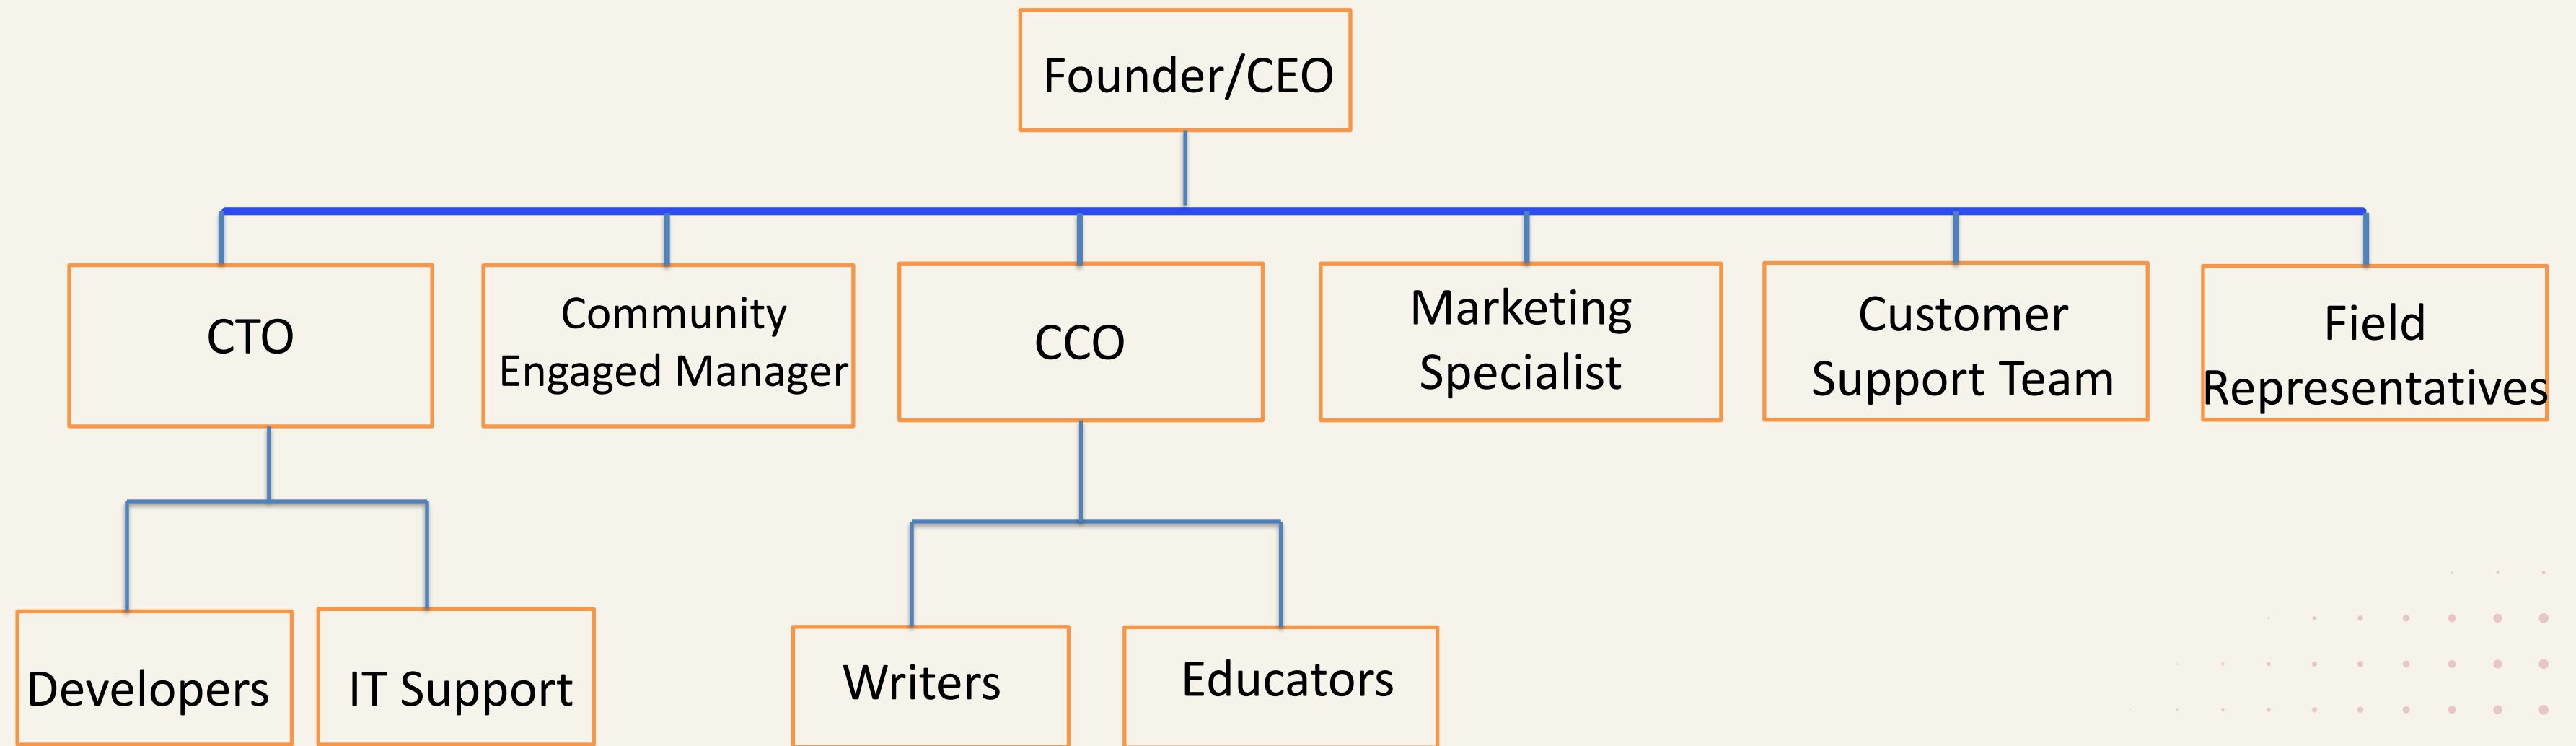 Founder/CEO
CTO
Community
Engaged Manager
CCO
Marketing
Specialist
Customer
Support Team
Field
Representatives
Developers
IT Support
Writers
Educators